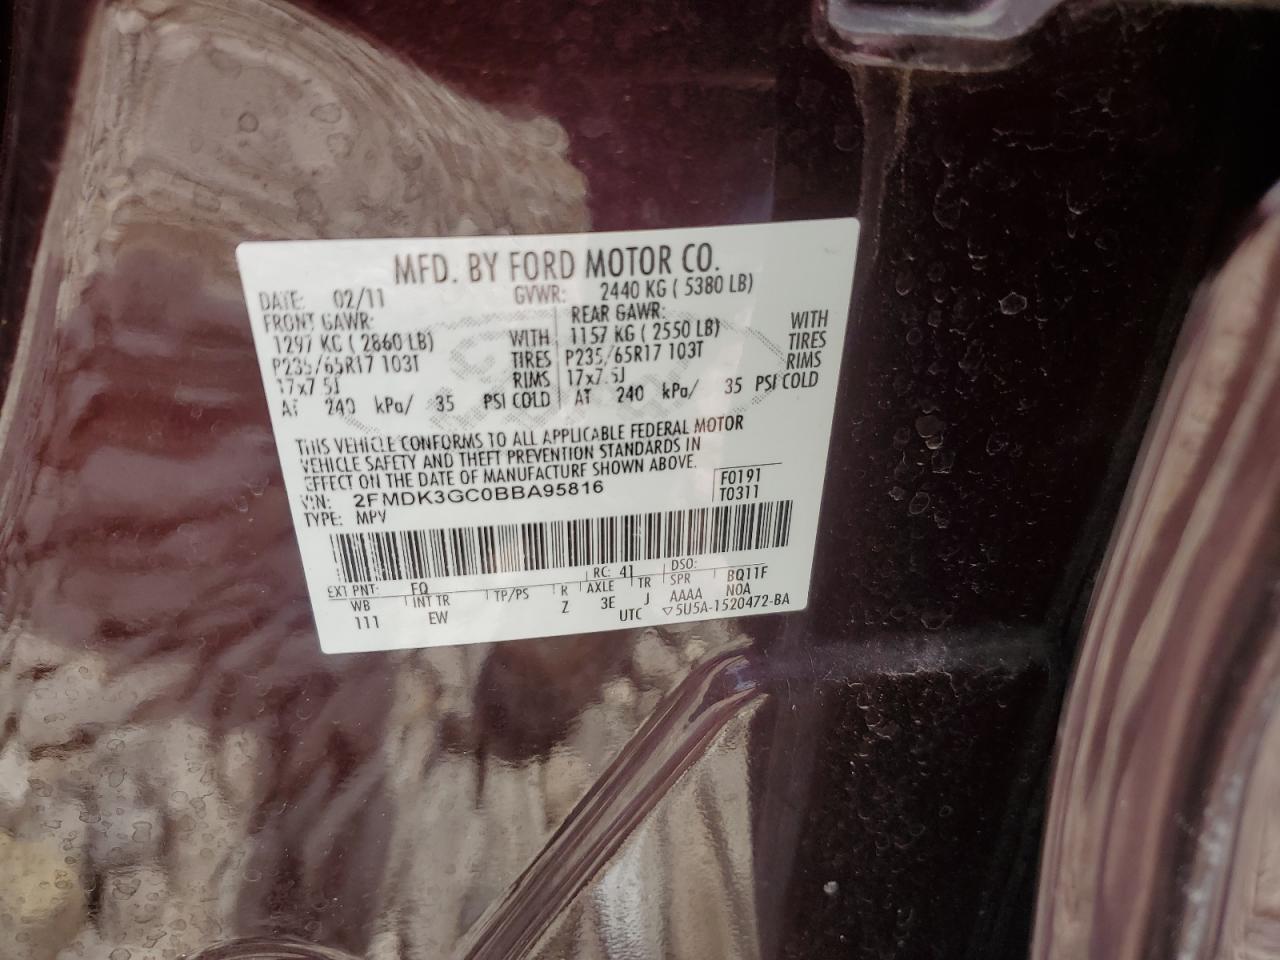 MFD. BY FORD MOTOR CO.
DATE: 02/11 GVWR: 2440 KG ( 5380 LB)
FRONT GAWR: REAR GAWR:
1297 KG ( 2860 LB) WITH 1157 KG ( 2550 LB) WITH
P235/65R17 103T TIRES P235/65R17 103T TIRES
17x7.5J RIMS 17x7.5J RIMS
AT 240 kPa/ 35 PSI COLD AT 240 kPa/ 35 PSI COLD
THIS VEHICLE CONFORMS TO ALL APPLICABLE FEDERAL MOTOR
VEHICLE SAFETY AND THEFT PREVENTION STANDARDS IN
EFFECT ON THE DATE OF MANUFACTURE SHOWN ABOVE.
VIN: 2FMDK3GC0BBA95816 F0191
TYPE: MPV T0311
EXT PNT: FQ RC: 41 DSO:
WB INT TR TP/PS R AXLE TR SPR BQ11F
111 EW Z 3E J AAAA N0A
UTC ▽5U5A-1520472-BA